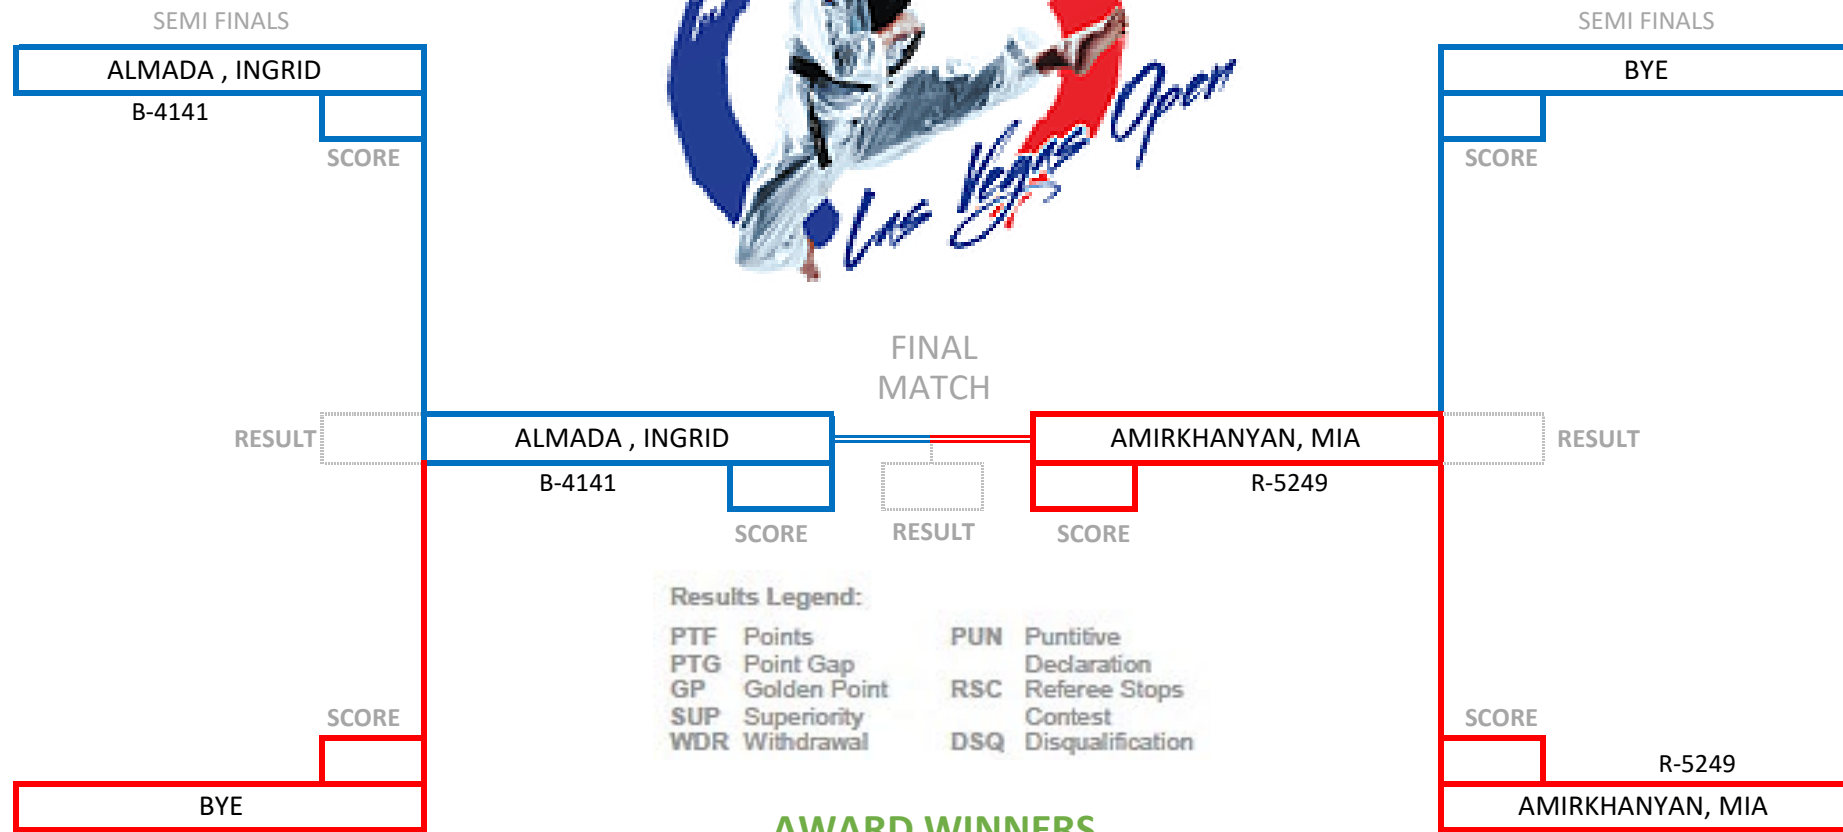 SEMI FINALS
SEMI FINALS
ALMADA , INGRID
BYE
B-4141
SCORE
SCORE
Las Vegas Open
FINAL
MATCH
RESULT
ALMADA , INGRID
AMIRKHANYAN, MIA
RESULT
B-4141
R-5249
SCORE
RESULT
SCORE
Results Legend:
PTF Points
PTG Point Gap
GP Golden Point
SUP Superiority
WDR Withdrawal
PUN Puntitive
Declaration
RSC Referee Stops
Contest
DSQ Disqualification
SCORE
SCORE
R-5249
BYE
AMIRKHANYAN, MIA
AWARD WINNERS